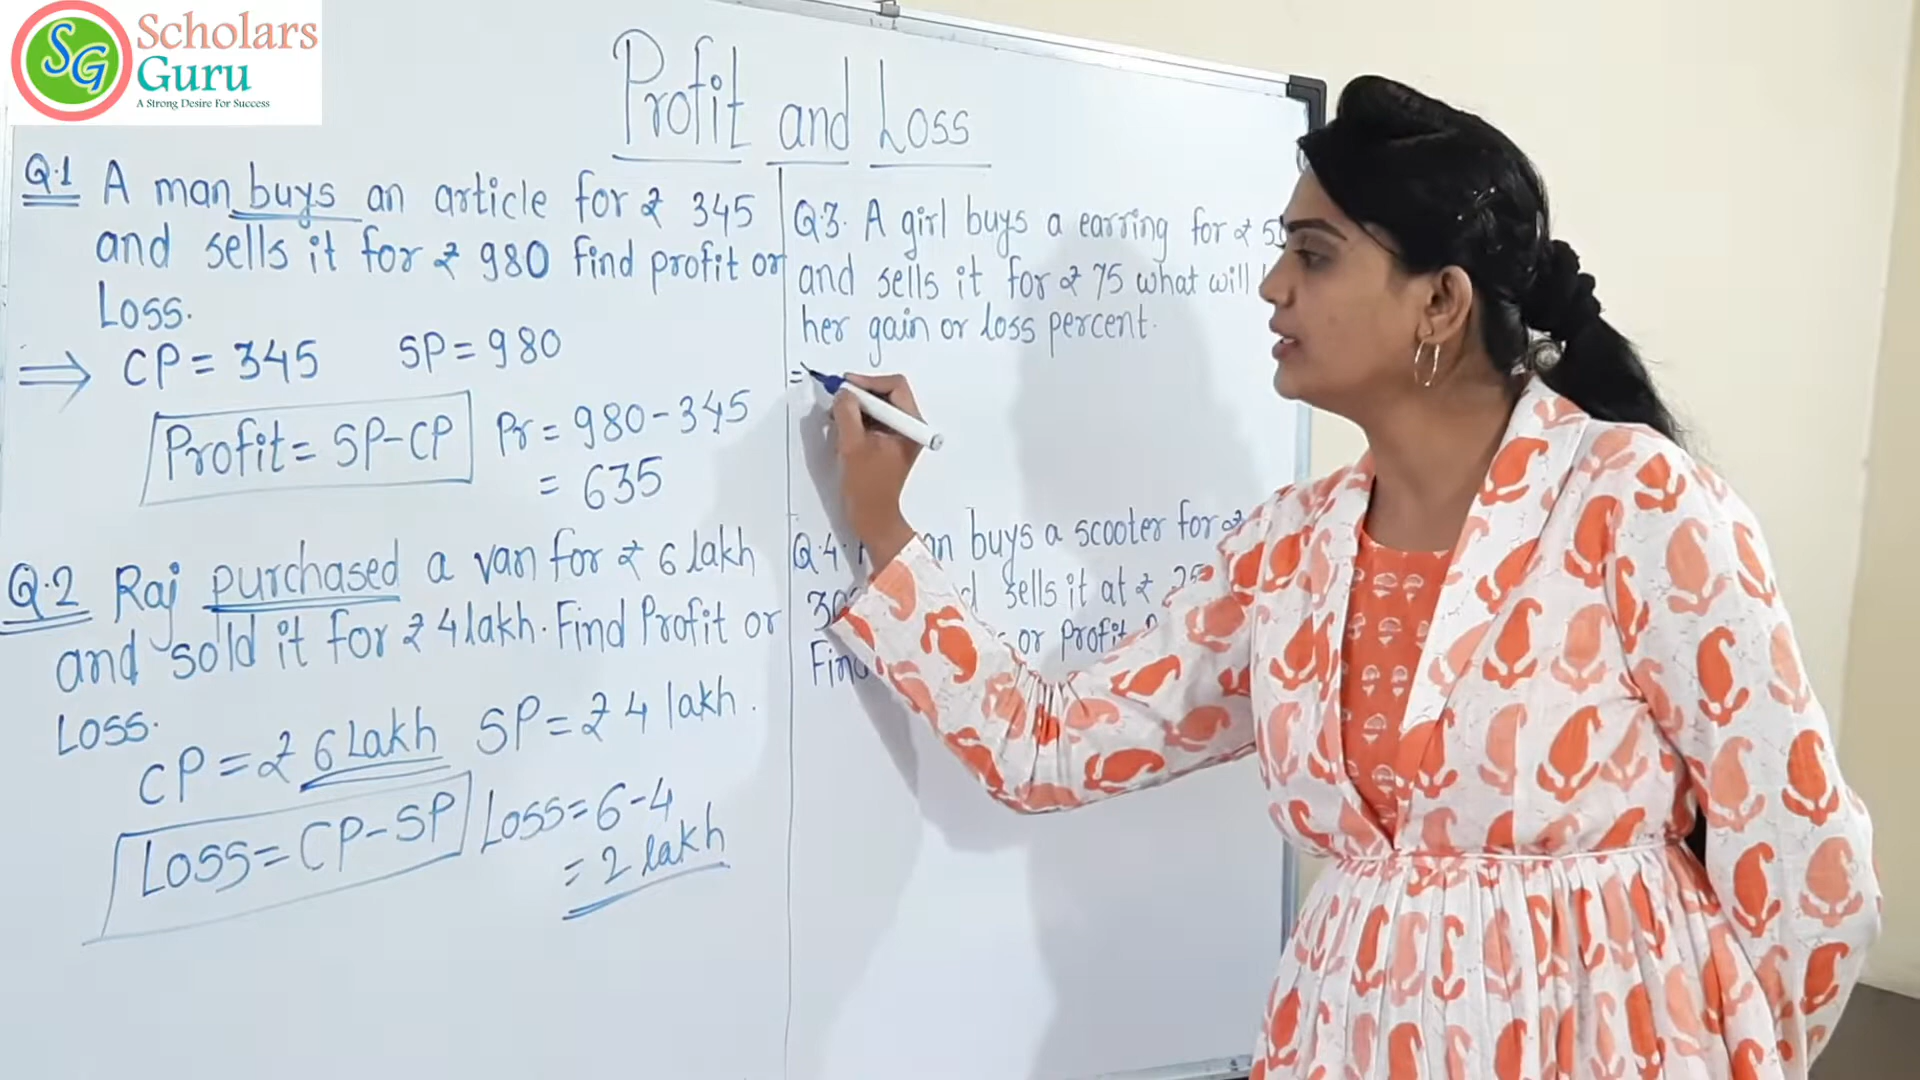 SG Scholars
Guru
A Strong Desire For Success
Profit and Loss
Q.1 A man buys an article for ₹ 345
and sells it for ₹ 980 find profit or
Loss.
⇒ CP = 345 SP = 980
Profit = SP-CP Pr = 980-345
= 635
Q.2 Raj purchased a van for ₹ 6 lakh
and sold it for ₹ 4 lakh. Find Profit or
Loss.
CP = ₹ 6 Lakh SP = ₹ 4 lakh.
Loss = CP-SP Loss = 6-4
= 2 lakh
Q.3. A girl buys a earring for ₹
and sells it for ₹ 75 what will
her gain or loss percent.
=
Q.4. buys a scooter for ₹
sells it at ₹
or Profit
Find